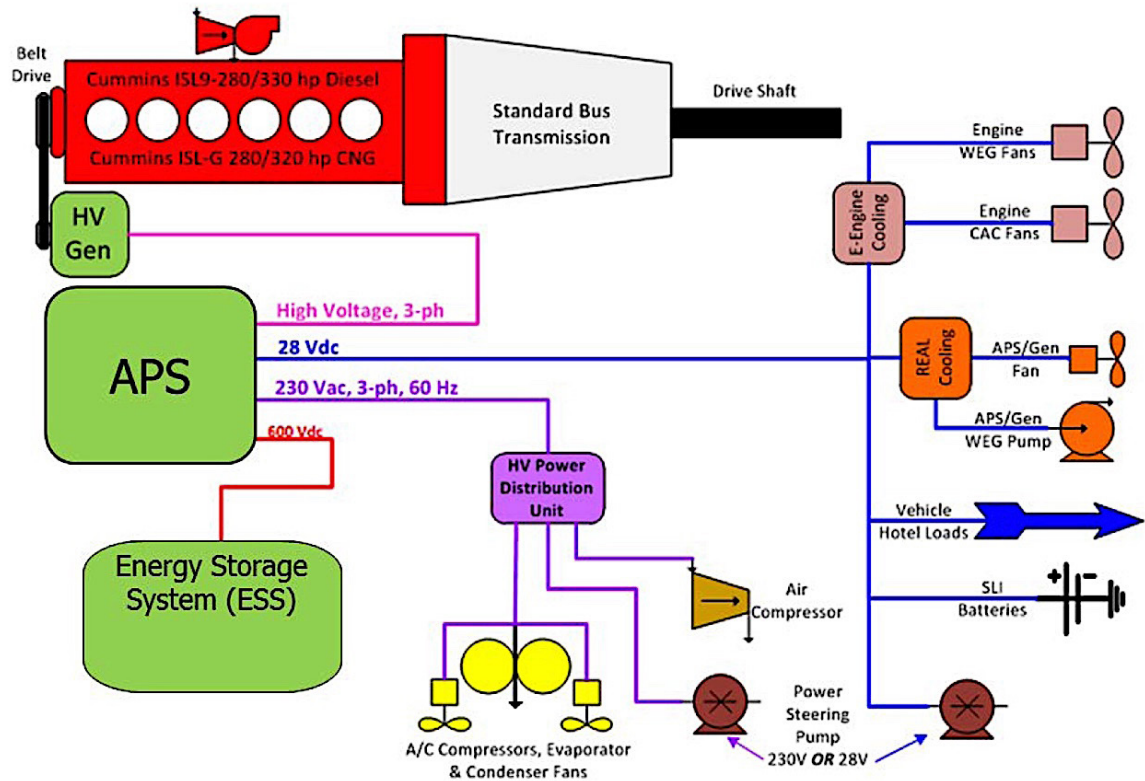 Belt
Drive
Cummins ISL9-280/330 hp Diesel
Cummins ISL-G 280/320 hp CNG
Standard Bus
Transmission
Drive Shaft
Engine
WEG Fans
E-Engine
Cooling
Engine
CAC Fans
HV
Gen
High Voltage, 3-ph
APS
28 Vdc
230 Vac, 3-ph, 60 Hz
600 Vdc
REAL
Cooling
APS/Gen
Fan
APS/Gen
WEG Pump
HV Power
Distribution
Unit
Vehicle
Hotel Loads
Energy Storage
System (ESS)
Air
Compressor
+ -
SLI
Batteries
Power
Steering
Pump
230V OR 28V
A/C Compressors, Evaporator
& Condenser Fans